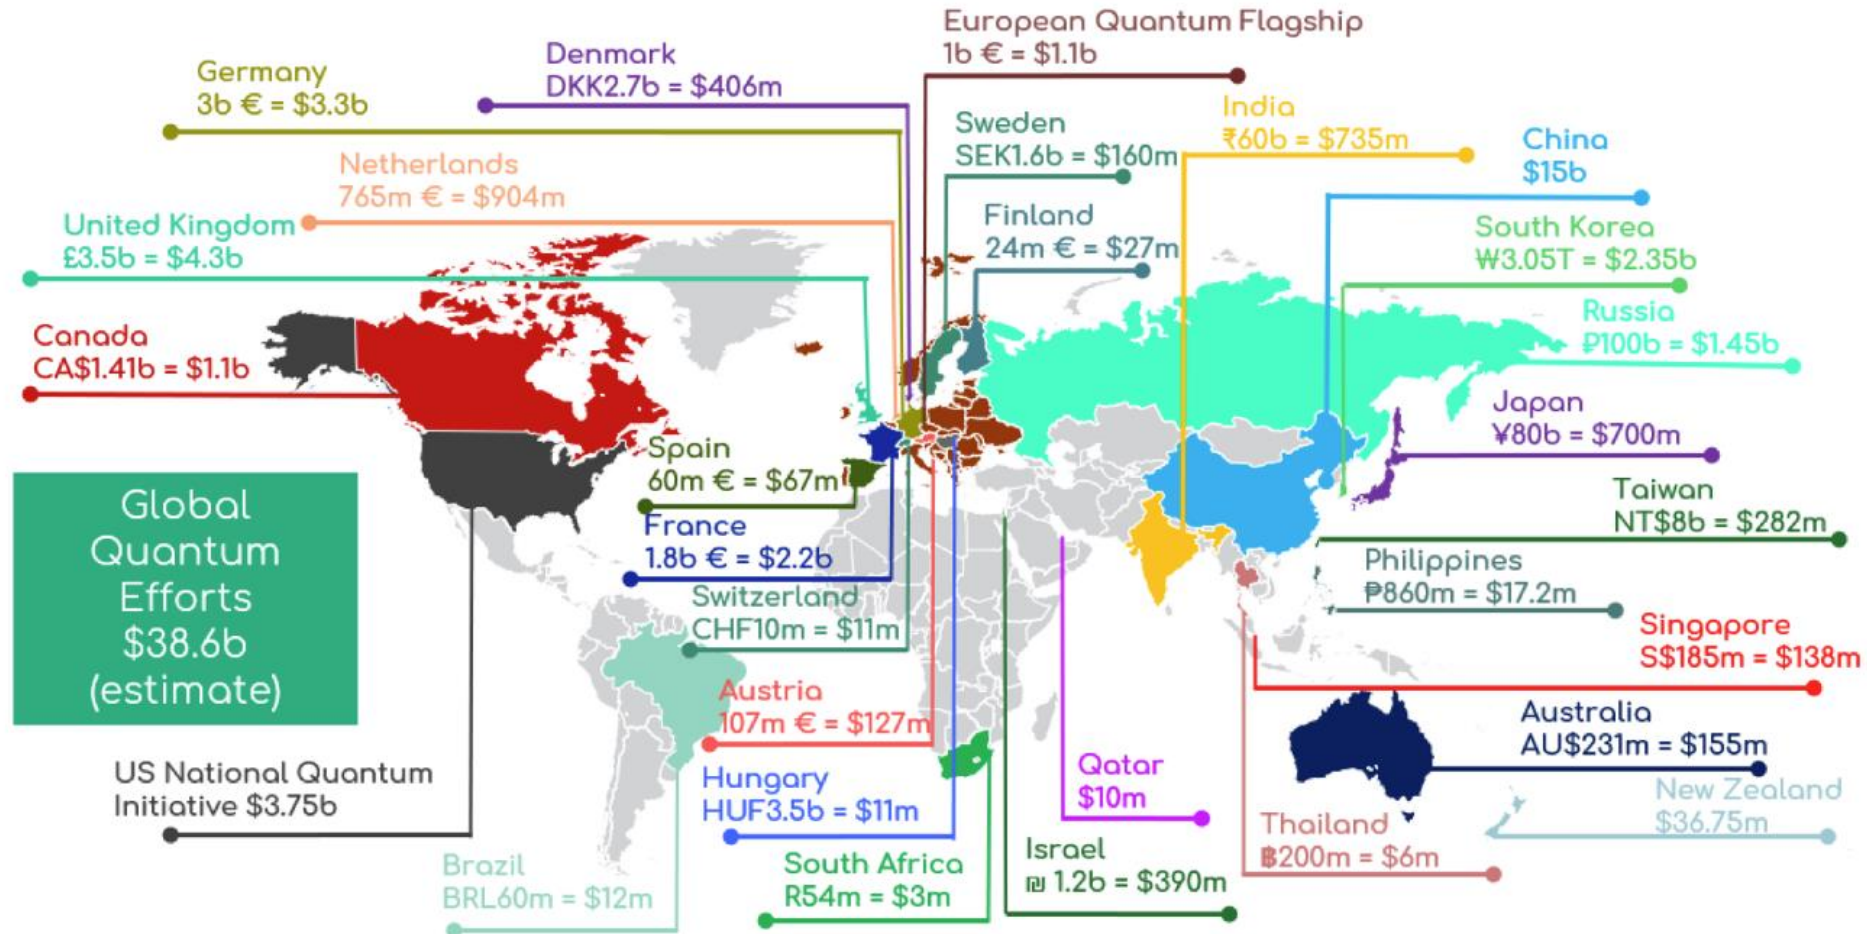 European Quantum Flagship
1b € = $1.1b
Denmark
DKK2.7b = $406m
Germany
3b € = $3.3b
India
₹60b = $735m
Sweden
SEK1.6b = $160m
China
$15b
Netherlands
765m € = $904m
Finland
24m € = $27m
United Kingdom
£3.5b = $4.3b
South Korea
₩3.05T = $2.35b
Russia
₽100b = $1.45b
Canada
CA$1.41b = $1.1b
Japan
¥80b = $700m
Spain
60m € = $67m
Taiwan
NT$8b = $282m
Global
Quantum
Efforts
$38.6b
(estimate)
France
1.8b € = $2.2b
Philippines
₱860m = $17.2m
Switzerland
CHF10m = $11m
Singapore
S$185m = $138m
Austria
107m € = $127m
Australia
AU$231m = $155m
US National Quantum
Initiative $3.75b
Hungary
HUF3.5b = $11m
Qatar
$10m
New Zealand
$36.75m
Thailand
฿200m = $6m
Brazil
BRL60m = $12m
South Africa
R54m = $3m
Israel
₪ 1.2b = $390m